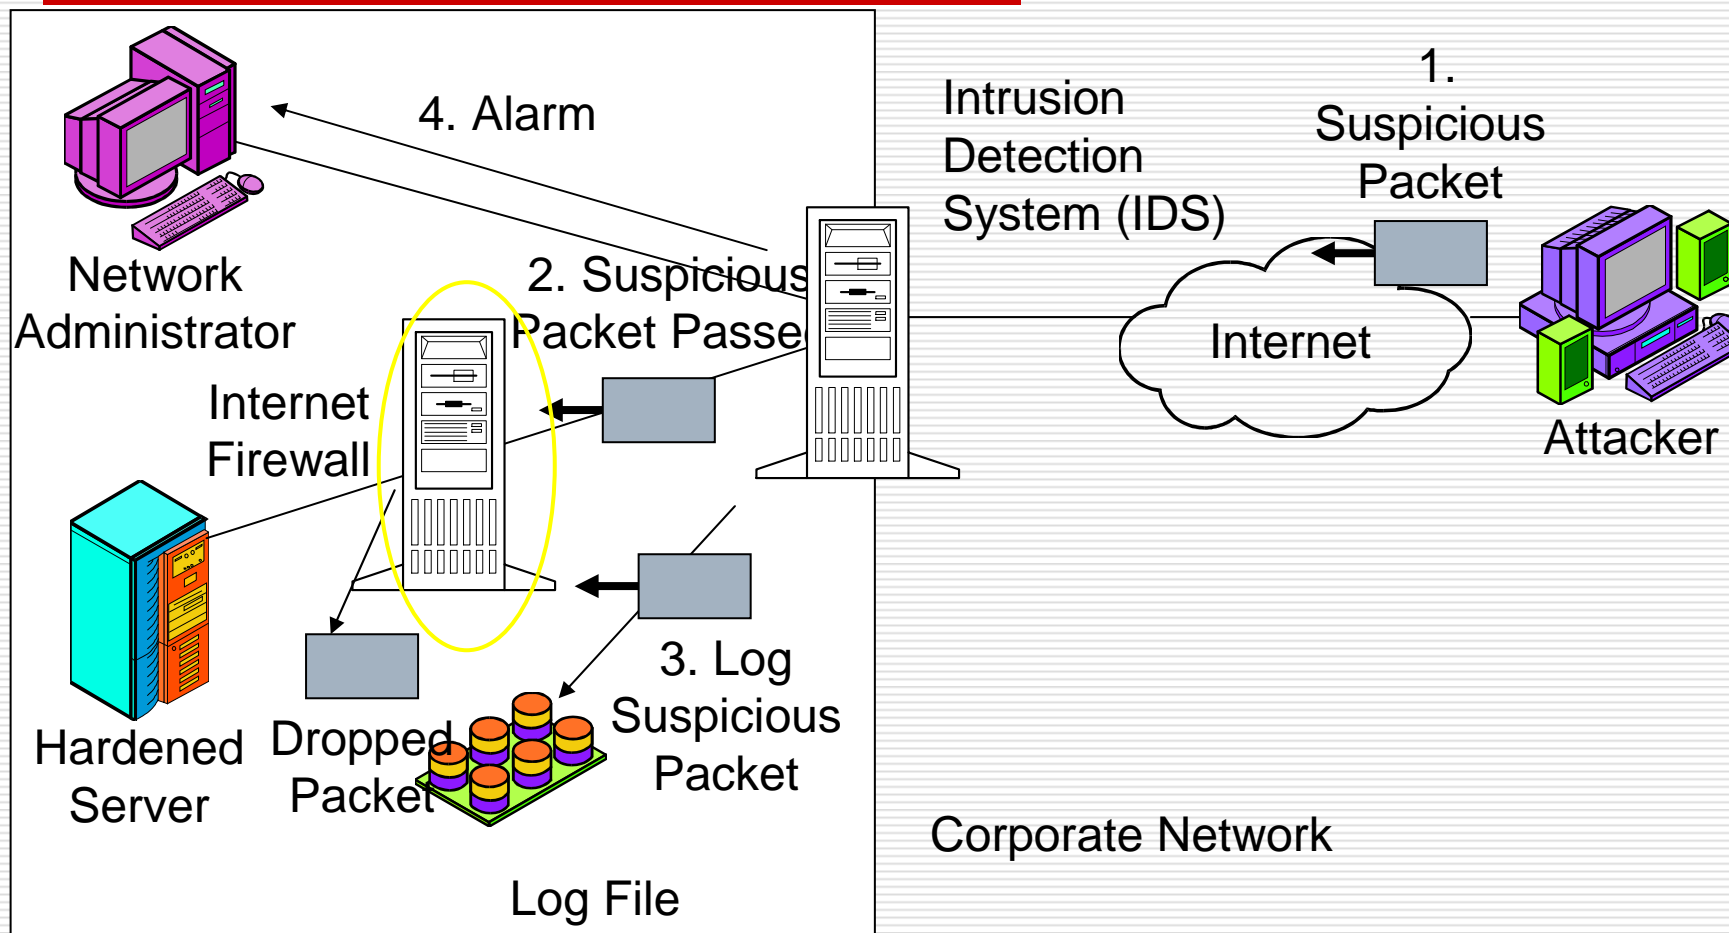 1.
Suspicious
Packet
Intrusion
Detection
System (IDS)
4. Alarm
Network
Administrator
2. Suspicious
Packet Passed
Internet
Attacker
Internet
Firewall
3. Log
Suspicious
Packet
Hardened
Server
Dropped
Packet
Corporate Network
Log File